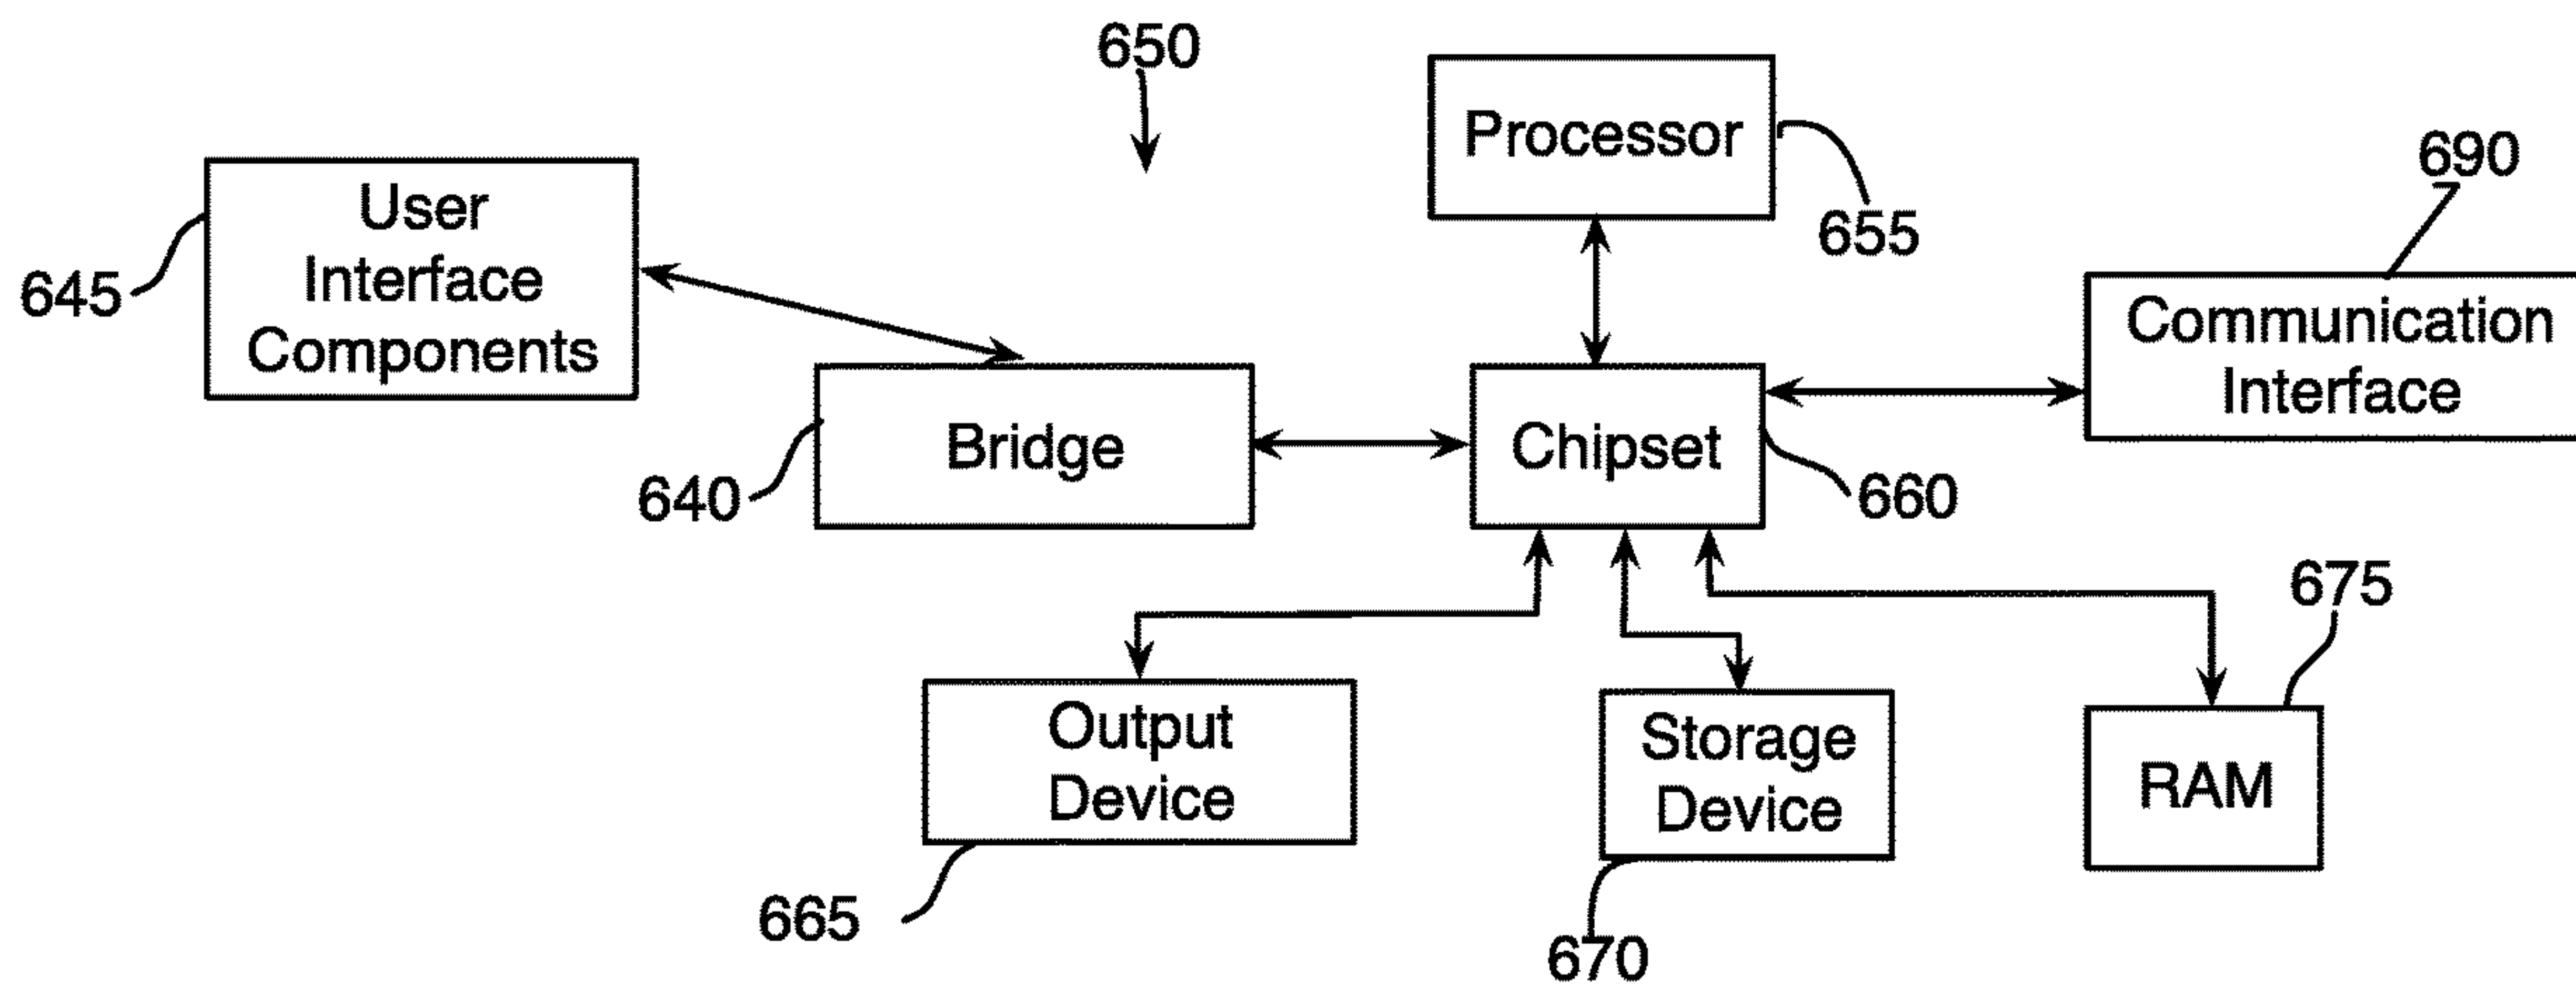 650
Processor
655
690
User
Interface
Components
645
Communication
Interface
Bridge
640
Chipset
660
675
Output
Device
665
Storage
Device
670
RAM